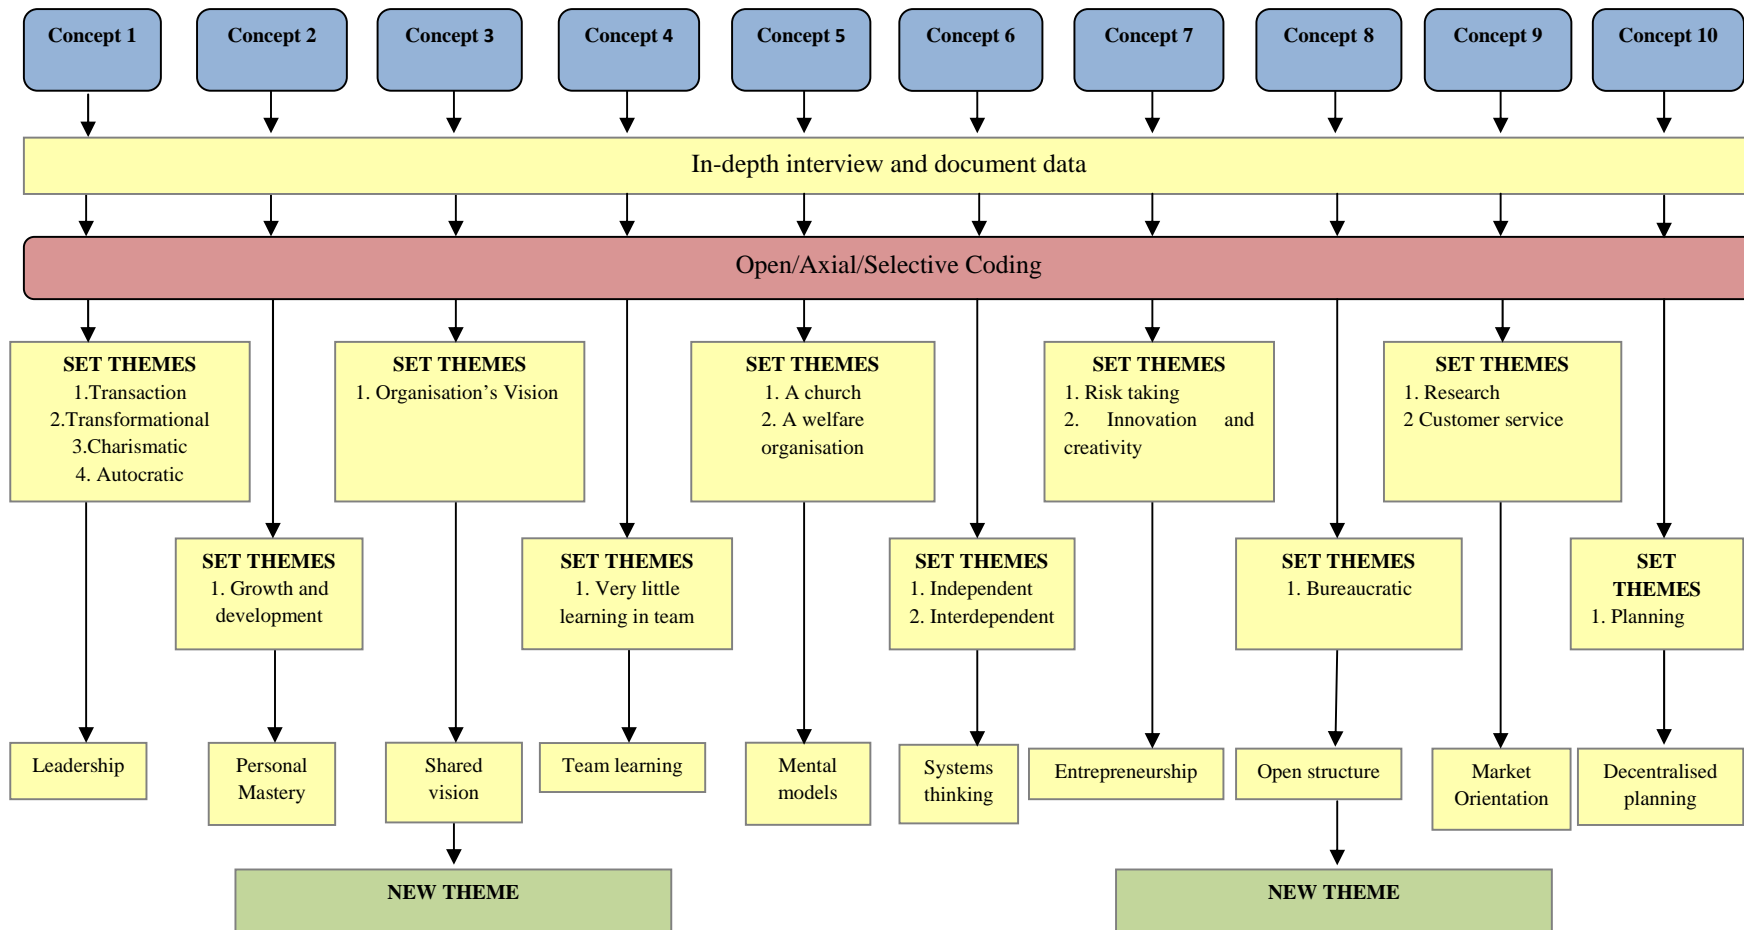 Concept 1
Concept 2
Concept 3
Concept 4
Concept 5
Concept 6
Concept 7
Concept 8
Concept 9
Concept 10
In-depth interview and document data
Open/Axial/Selective Coding
SET THEMES
1.Transaction
2.Transformational
3.Charismatic
4. Autocratic
SET THEMES
1. Organisation’s Vision
SET THEMES
1. A church
2. A welfare
organisation
SET THEMES
1. Risk taking
2. Innovation and
creativity
SET THEMES
1. Research
2 Customer service
SET THEMES
1. Growth and
development
SET THEMES
1. Very little
learning in team
SET THEMES
1. Independent
2. Interdependent
SET THEMES
1. Bureaucratic
SET
THEMES
1. Planning
Leadership
Personal
Mastery
Shared
vision
Team learning
Mental
models
Systems
thinking
Entrepreneurship
Open structure
Market
Orientation
Decentralised
planning
NEW THEME
NEW THEME